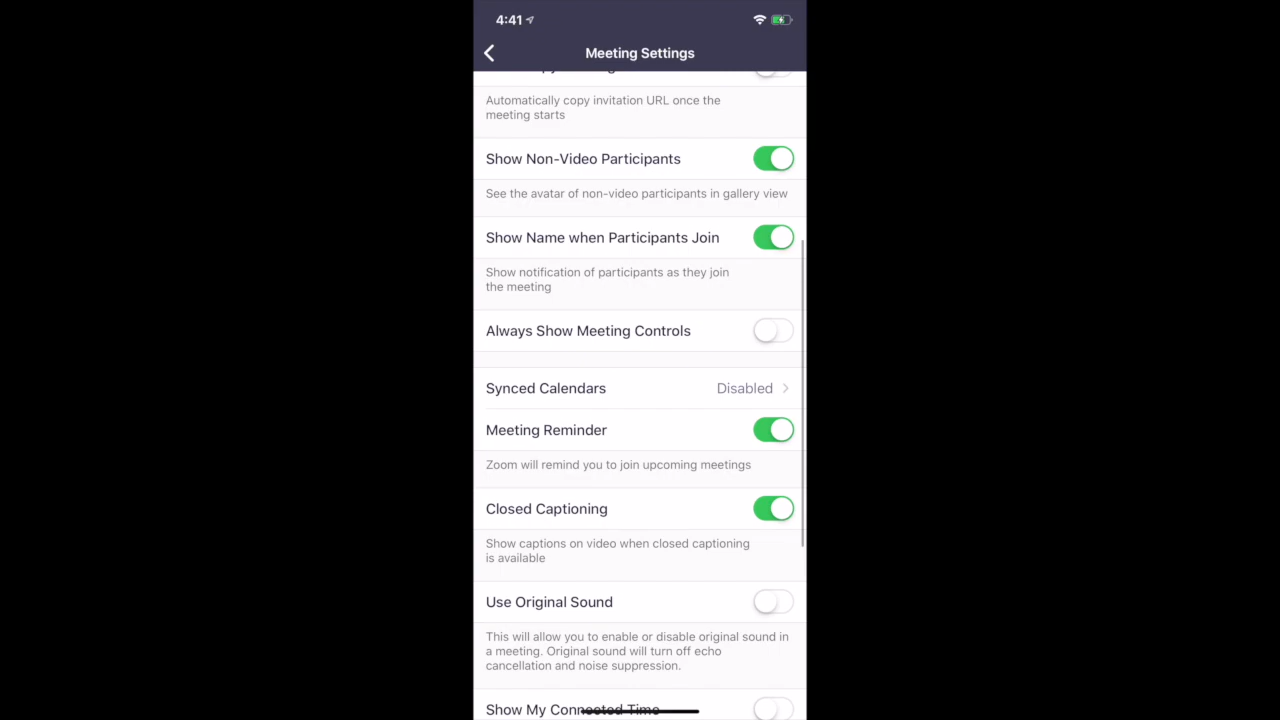 4:41
Meeting Settings
Automatically copy invitation URL once the
meeting starts
Show Non-Video Participants
See the avatar of non-video participants in gallery view
Show Name when Participants Join
Show notification of participants as they join
the meeting
Always Show Meeting Controls
Synced Calendars Disabled
Meeting Reminder
Zoom will remind you to join upcoming meetings
Closed Captioning
Show captions on video when closed captioning
is available
Use Original Sound
This will allow you to enable or disable original sound in
a meeting. Original sound will turn off echo
cancellation and noise suppression.
Show My Connected Time